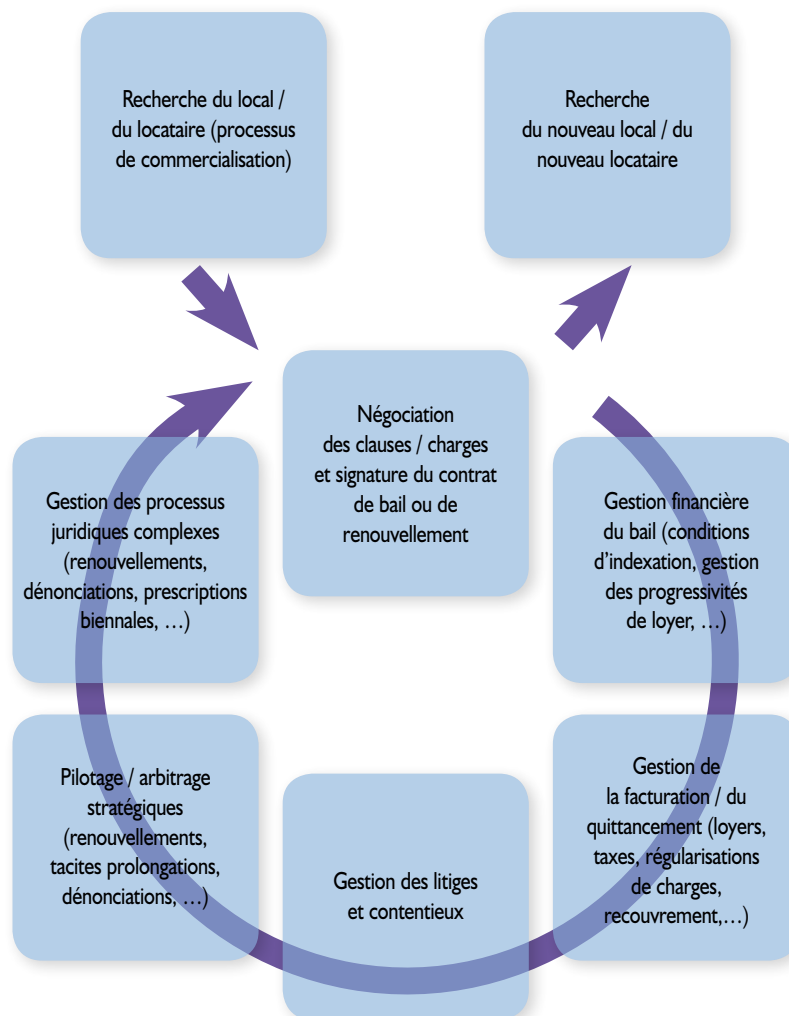 Recherche du local /
du locataire (processus
de commercialisation)
Recherche
du nouveau local / du
nouveau locataire
Négociation
des clauses / charges
et signature du contrat
de bail ou de
renouvellement
Gestion des processus
juridiques complexes
(renouvellements,
dénonciations, prescriptions
biennales, …)
Gestion financière
du bail (conditions
d’indexation, gestion
des progressivités
de loyer, …)
Pilotage / arbitrage
stratégiques
(renouvellements,
tacites prolongations,
dénonciations, …)
Gestion des litiges
et contentieux
Gestion de
la facturation / du
quittancement (loyers,
taxes, régularisations
de charges,
recouvrement,…)